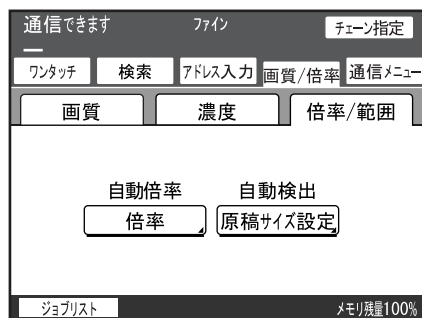 通信できます ファイン チェーン指定
ワンタッチ 検索 アドレス入力 画質/倍率 通信メニュー
画質 濃度 倍率/範囲
自動倍率 自動検出
倍率 原稿サイズ設定
ジョブリスト メモリ残量100%